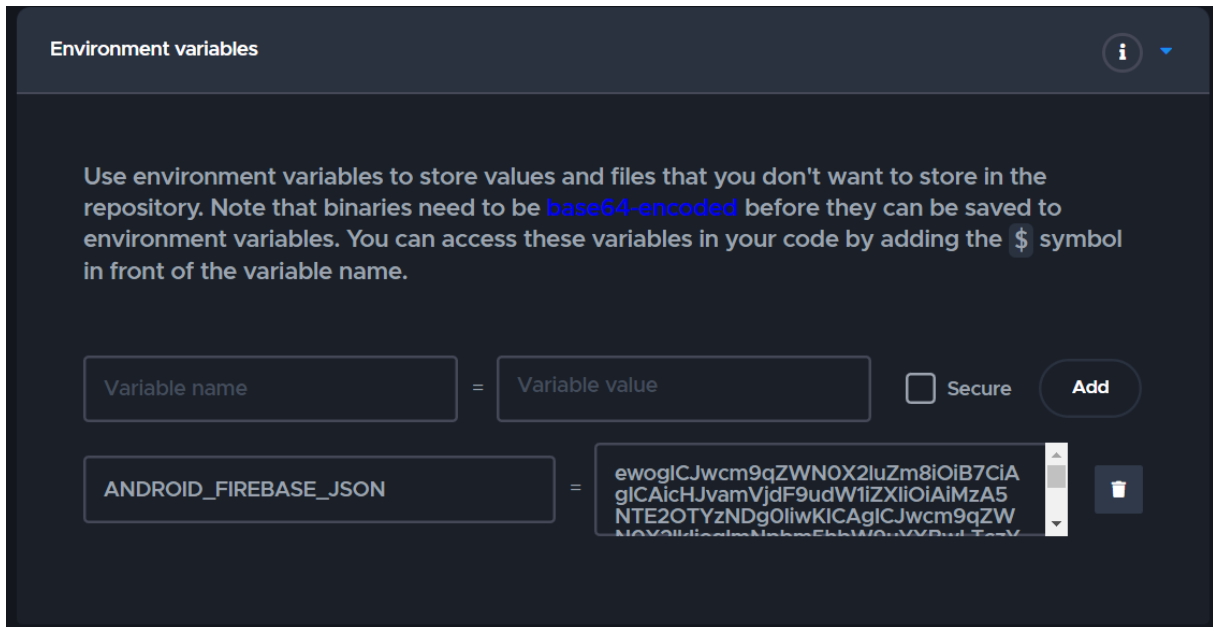 Environment variables
Use environment variables to store values and files that you don't want to store in the
repository. Note that binaries need to be base64-encoded before they can be saved to
environment variables. You can access these variables in your code by adding the $ symbol
in front of the variable name.
Variable name = Variable value Secure Add
ANDROID_FIREBASE_JSON =
ewogICJwcm9qZWN0X2luZm8iOiB7CiA
gICAicHJvamVjdF9udW1iZXIiOiAiMzA5
NTE2OTYzNDg0IiwKICAgICJwcm9qZW